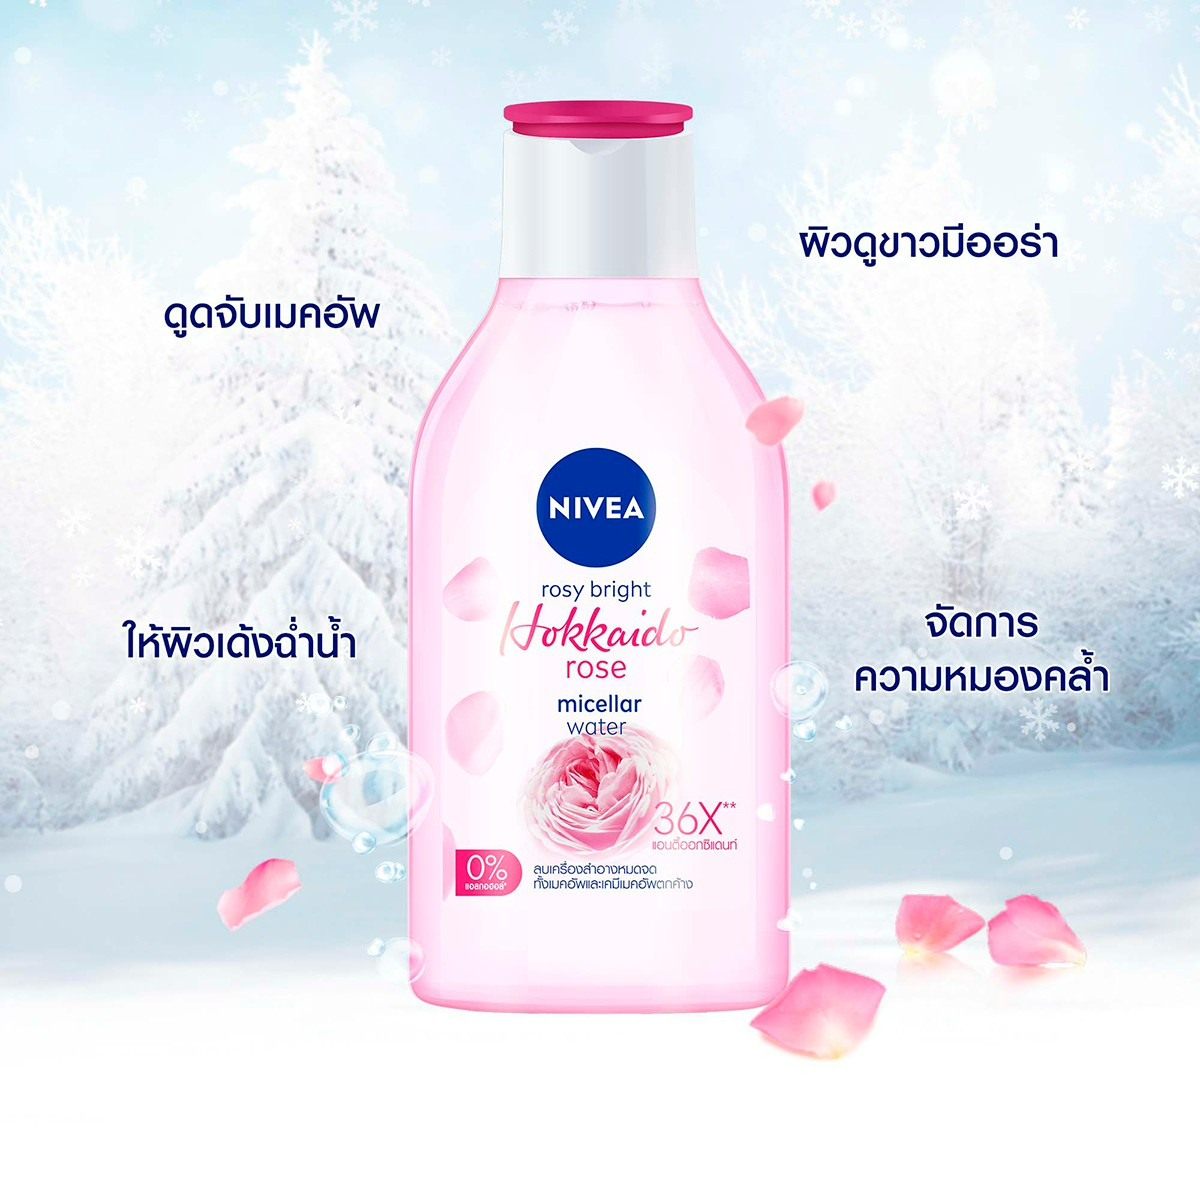 ผิวดูขาวมีออร่า
ดูดจับเมคอัพ
NIVEA
rosy bright
Hokkaido
rose
micellar
water
ให้ผิวเด้งฉ่ำน้ำ
จัดการ
ความหมองคล้ำ
36X**
แอนตี้ออกซิแดนท์
0%
แอลกอฮอล์*
ลบเครื่องสำอางหมดจด
ทั้งเมคอัพและเคมีเมคอัพตกค้าง